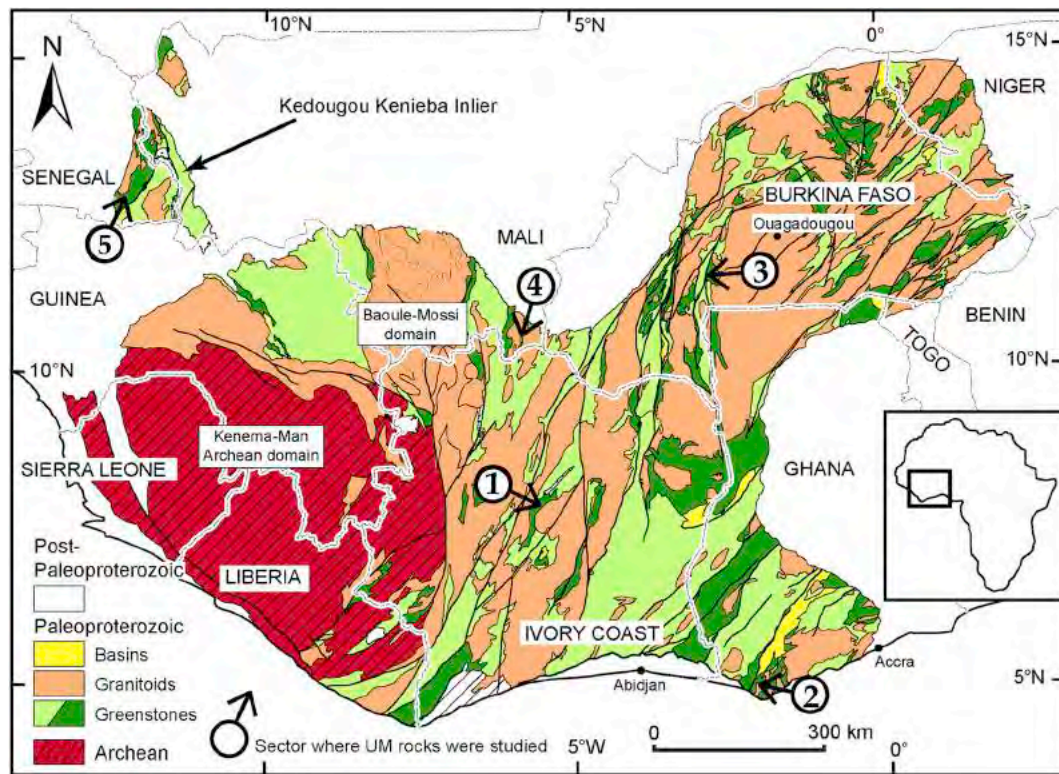 10°N
5°N
0°
15°N
N
NIGER
Kedougou Kenieba Inlier
SENEGAL
BURKINA FASO
Ouagadougou
5
MALI
4
3
GUINEA
Baoule-Mossi
domain
BENIN
TOGO
10°N
10°N
Kenema-Man
Archean domain
SIERRA LEONE
GHANA
1
Post-
Paleoproterozoic
LIBERIA
Paleoproterozoic
IVORY COAST
Basins
Accra
Granitoids
Abidjan
5°N
Greenstones
2
Archean
Sector where UM rocks were studied
5°W
0
300 km
0°